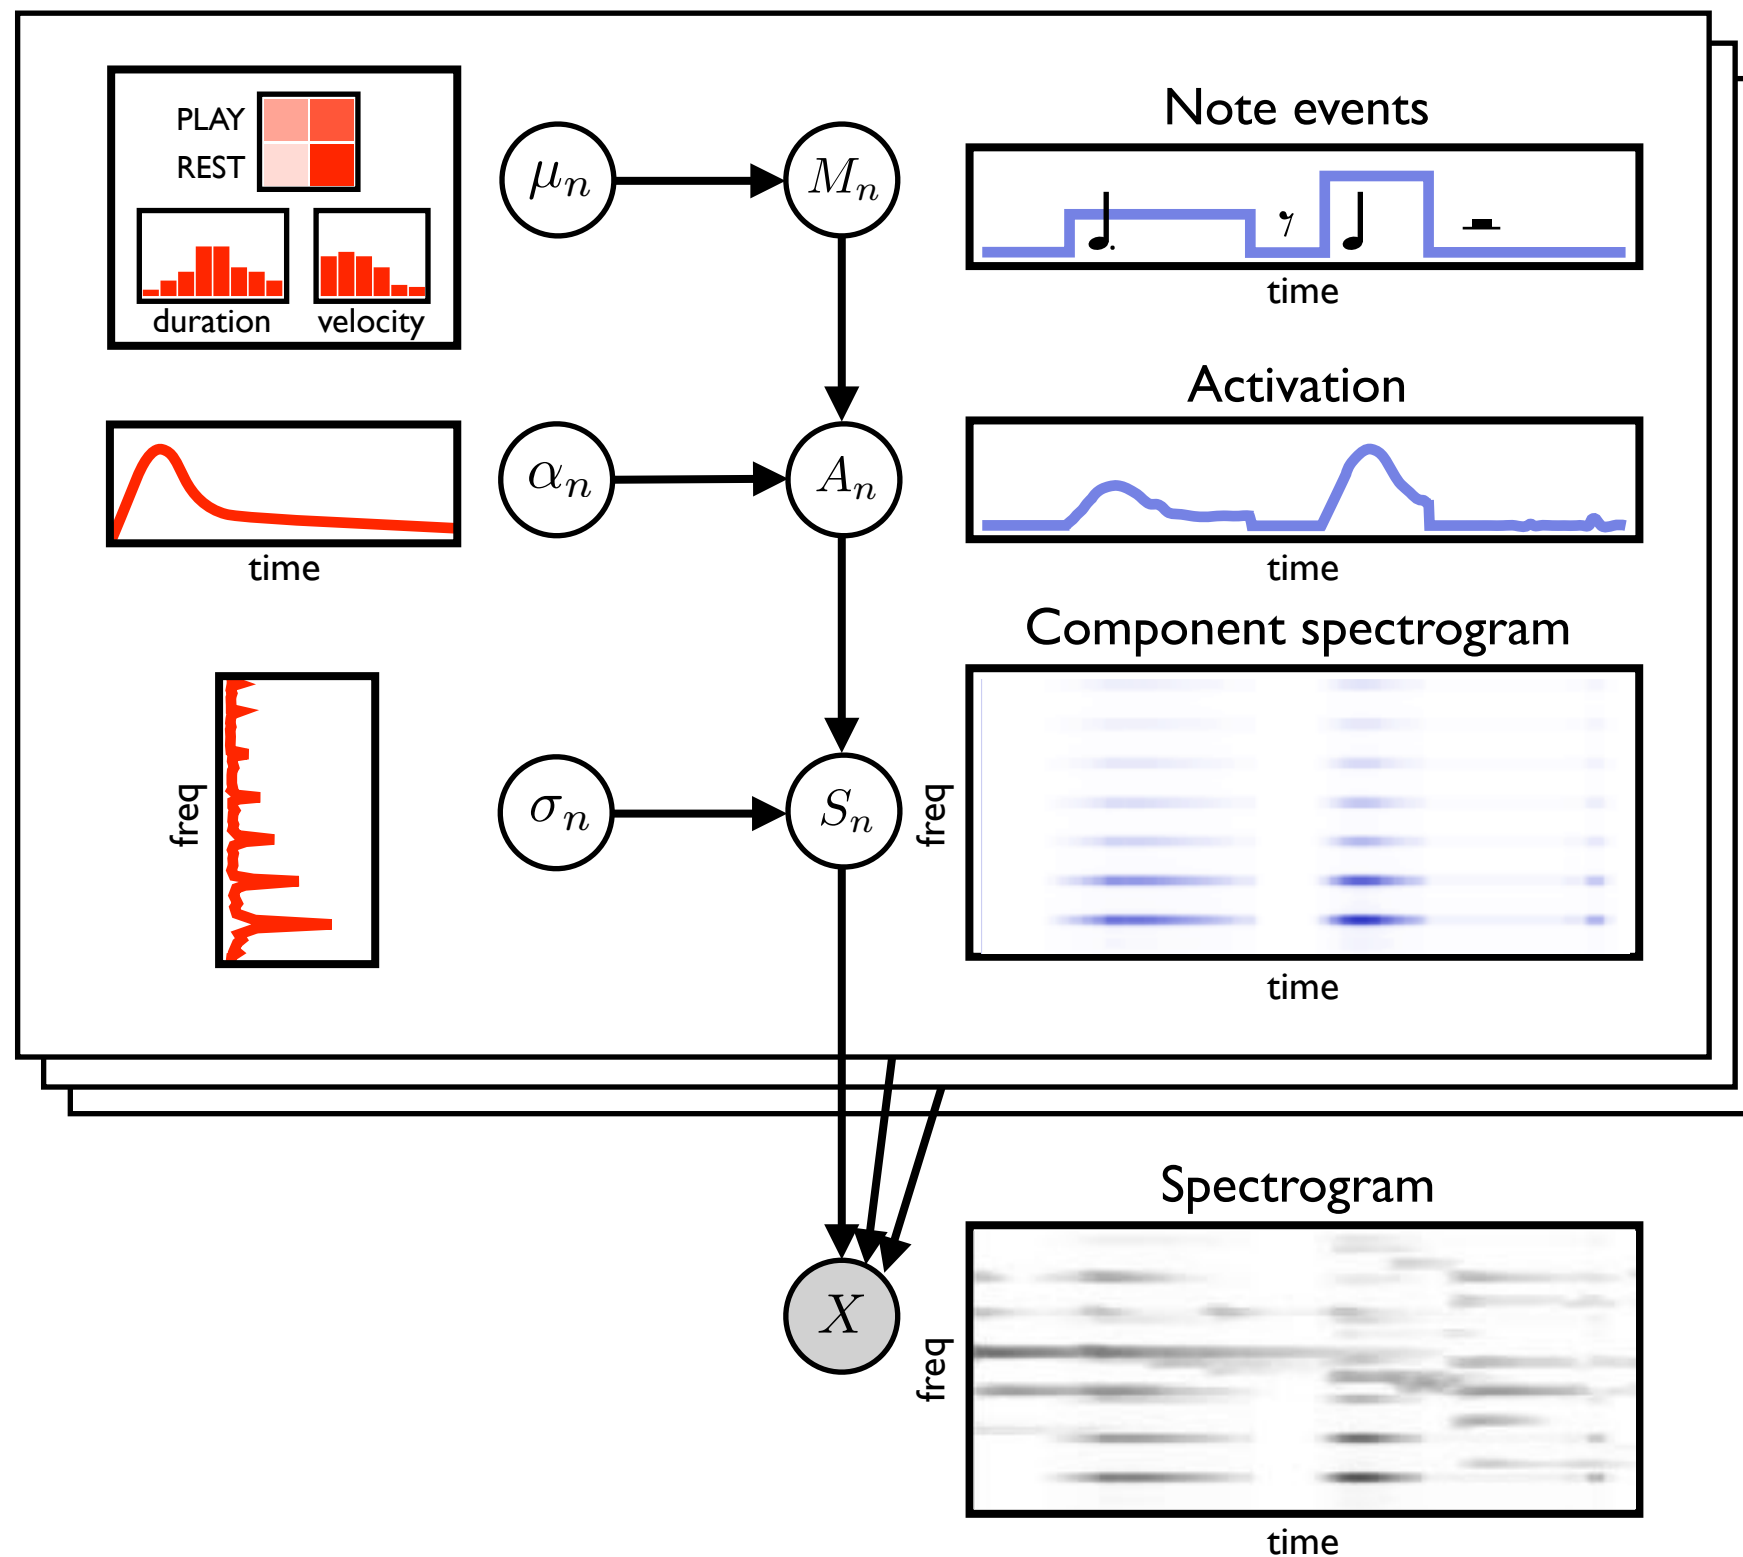 PLAY
REST
duration velocity
μn
Mn
Note events
time
αn
An
Activation
time
time
freq
σn
Sn
Component spectrogram
freq
time
X
Spectrogram
freq
time